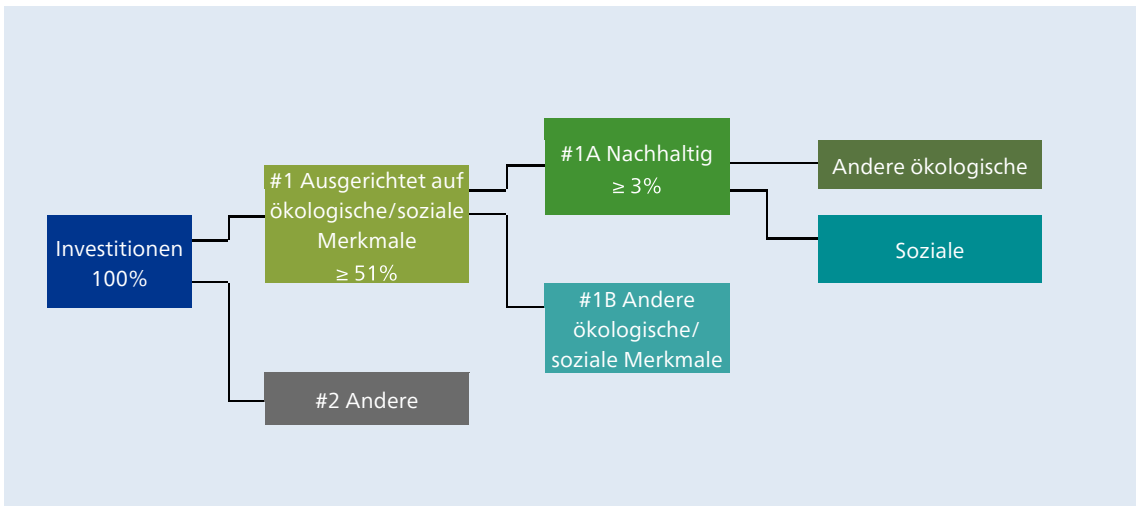 Investitionen
100%
#1 Ausgerichtet auf
ökologische/soziale
Merkmale
≥ 51%
#2 Andere
#1A Nachhaltig
≥ 3%
#1B Andere
ökologische/
soziale Merkmale
Andere ökologische
Soziale